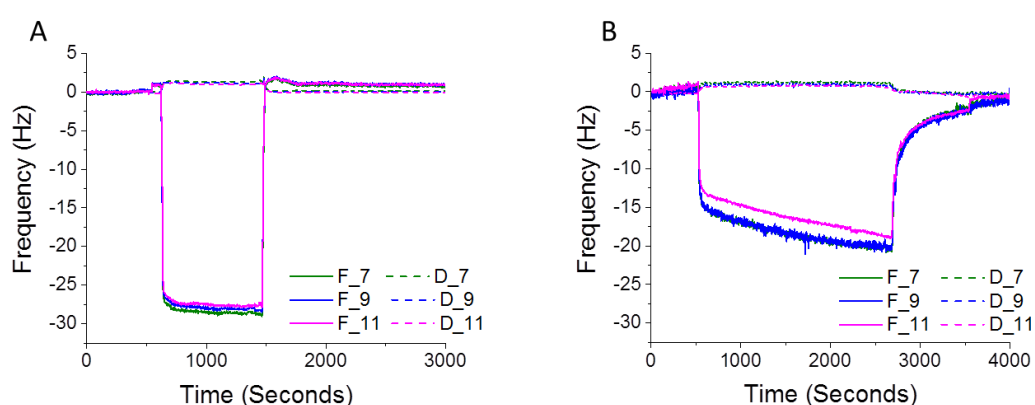 A
5
0
-5
-10
-15
-20
-25
-30
Frequency (Hz)
F_7 D_7
F_9 D_9
F_11 D_11
0 1000 2000 3000
Time (Seconds)
B
5
0
-5
-10
-15
-20
-25
-30
Frequency (Hz)
F_7 D_7
F_9 D_9
F_11 D_11
0 1000 2000 3000 4000
Time (Seconds)